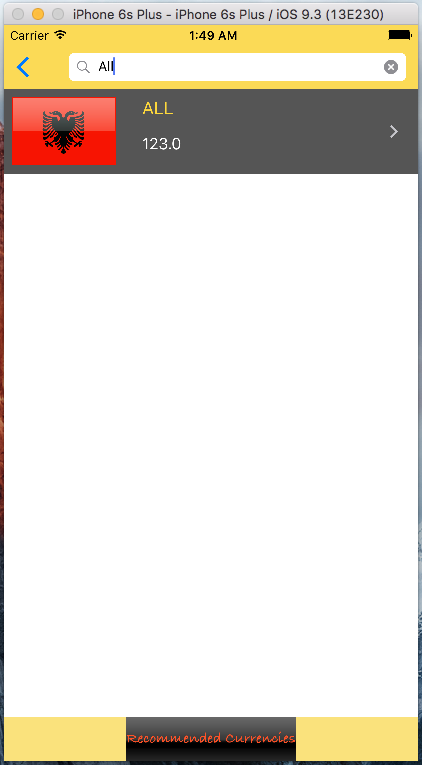 iPhone 6s Plus - iPhone 6s Plus / iOS 9.3 (13E230)
Carrier 1:49 AM
All
ALL
123.0
Recommended Currencies